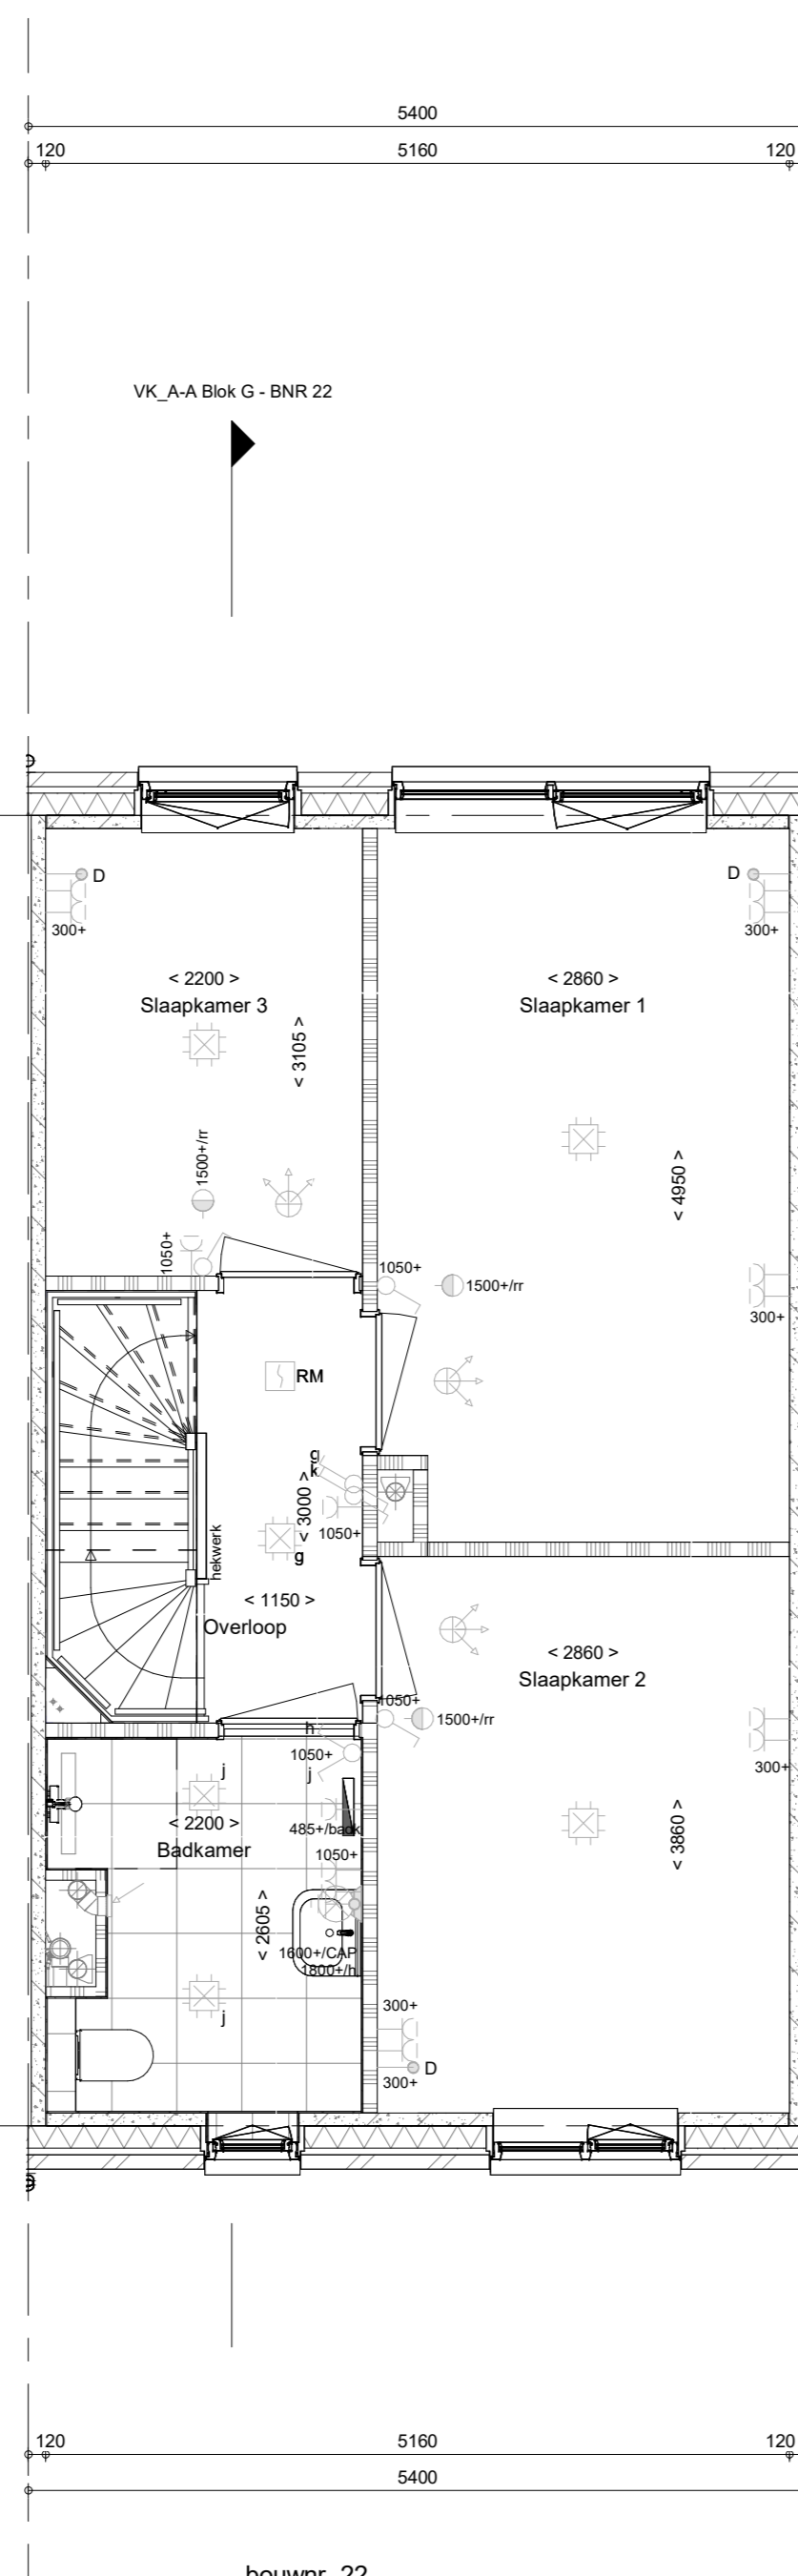 5400
120 5160 120
VK_A-A Blok G - BNR 22
D D
300+ 300+
< 2200 > < 2860 >
Slaapkamer 3 Slaapkamer 1
< 3105 >
1500+/rr
< 4950 >
1050+
1050+
1500+/rr
300+
RM
g
k
< 3000 >
1050+
g
hekwerk
< 1150 >
Overloop
< 2860 >
Slaapkamer 2
1050+
1500+/rr
h
1050+
j j
300+
485+/badk
< 2200 >
Badkamer
1050+
< 3860 >
< 2605 >
1600+/CAP
1800+/h
300+
j
D
300+
120 5160 120
5400
bouwnr. 22